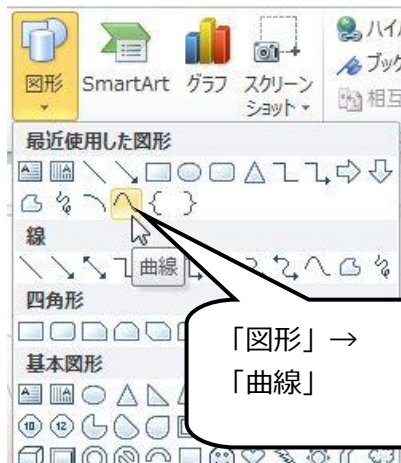 ハイ
ブック
相互
図形 SmartArt グラフ スクリーン
ショット
最近使用した図形
線
曲線
四角形
「図形」→
「曲線」
基本図形
10 12